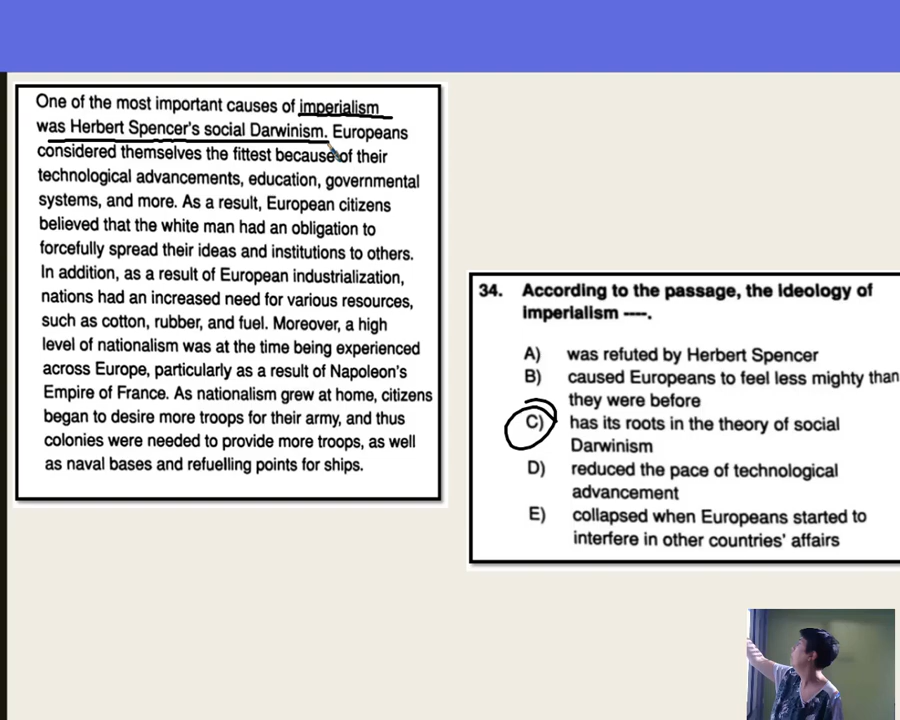 One of the most important causes of imperialism
was Herbert Spencer's social Darwinism. Europeans
considered themselves the fittest because of their
technological advancements, education, governmental
systems, and more. As a result, European citizens
believed that the white man had an obligation to
forcefully spread their ideas and institutions to others.
In addition, as a result of European industrialization,
nations had an increased need for various resources,
such as cotton, rubber, and fuel. Moreover, a high
level of nationalism was at the time being experienced
across Europe, particularly as a result of Napoleon's
Empire of France. As nationalism grew at home, citizens
began to desire more troops for their army, and thus
colonies were needed to provide more troops, as well
as naval bases and refuelling points for ships.
34. According to the passage, the ideology of
imperialism ----.
A) was refuted by Herbert Spencer
B) caused Europeans to feel less mighty than
they were before
C) has its roots in the theory of social
Darwinism
D) reduced the pace of technological
advancement
E) collapsed when Europeans started to
interfere in other countries' affairs